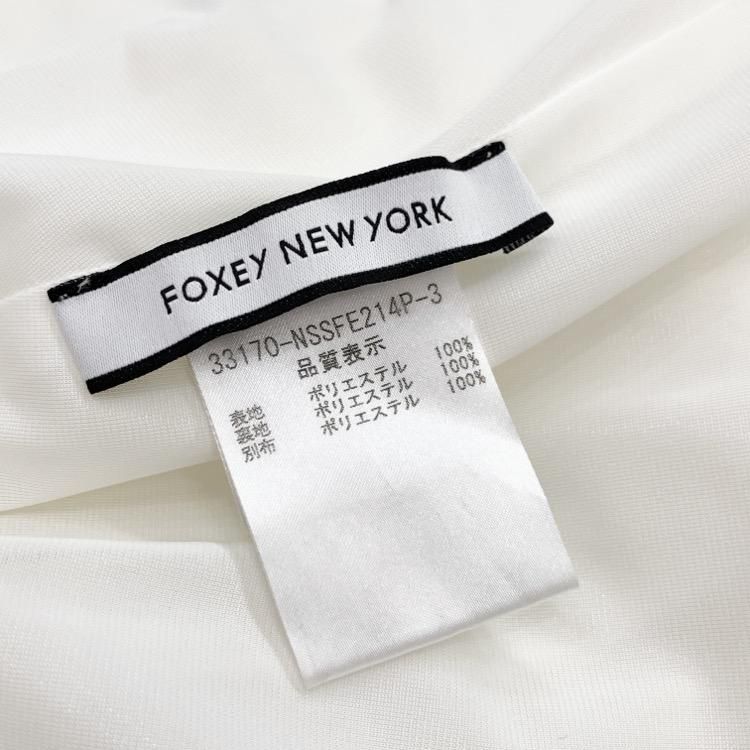 FOXEY NEW YORK
33170-NSSFE214P-3
品質表示
表地 ポリエステル 100%
裏地 ポリエステル 100%
別布 ポリエステル 100%